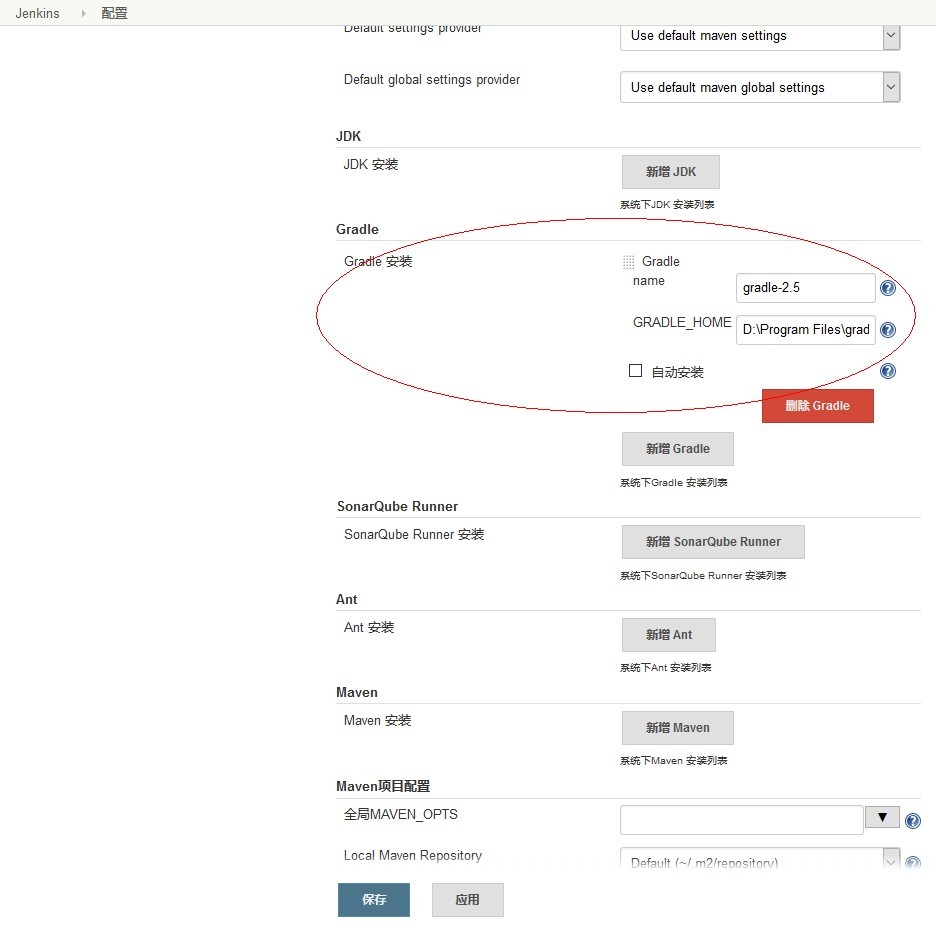 Jenkins 配置
Default settings provider
Use default maven settings
Default global settings provider
Use default maven global settings
JDK
JDK 安装
新增 JDK
系统下JDK 安装列表
Gradle
Gradle 安装
Gradle
name
gradle-2.5
GRADLE_HOME
D:\Program Files\grad
自动安装
删除 Gradle
新增 Gradle
系统下Gradle 安装列表
SonarQube Runner
SonarQube Runner 安装
新增 SonarQube Runner
系统下SonarQube Runner 安装列表
Ant
Ant 安装
新增 Ant
系统下Ant 安装列表
Maven
Maven 安装
新增 Maven
系统下Maven 安装列表
Maven项目配置
全局MAVEN_OPTS
Local Maven Repository
Default (~/.m2/repository)
保存 应用